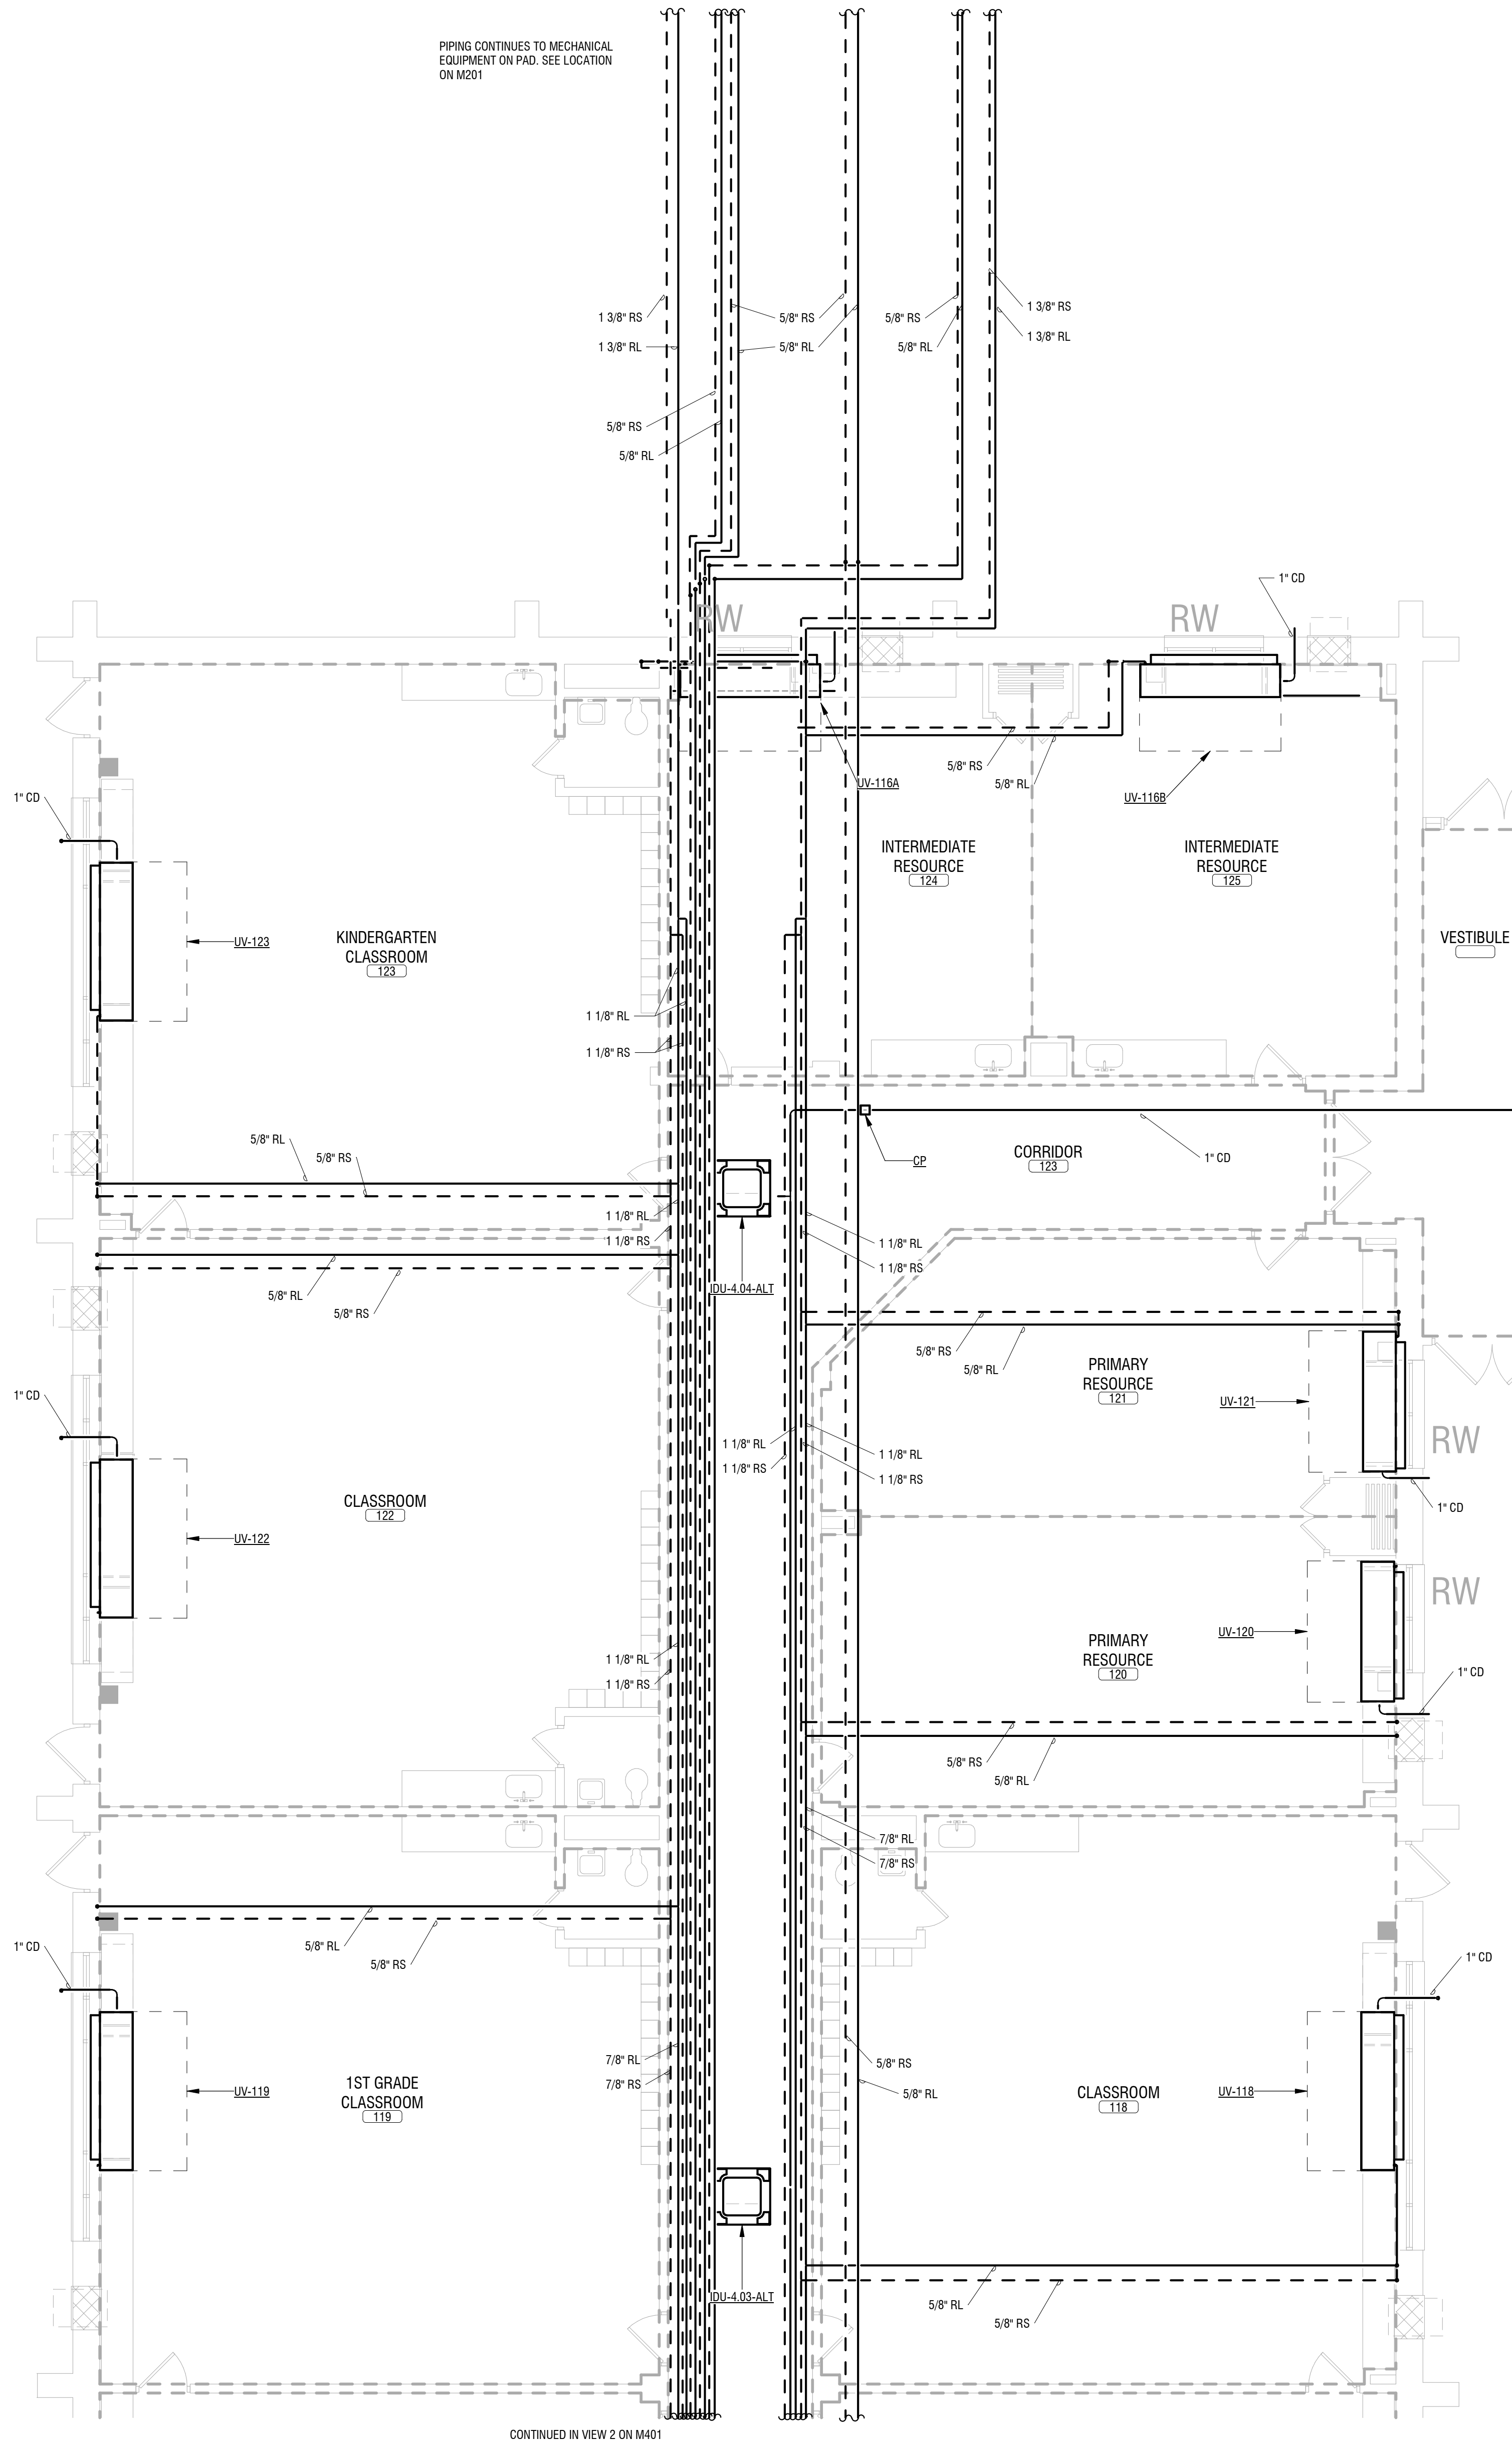 PIPING CONTINUES TO MECHANICAL
EQUIPMENT ON PAD. SEE LOCATION
ON M201
1 3/8" RS
5/8" RS
5/8" RS
1 3/8" RS
1 3/8" RL
5/8" RL
5/8" RL
1 3/8" RL
5/8" RS
5/8" RL
1" CD
RW
RW
5/8" RS
5/8" RL
UV-116A
UV-116B
1" CD
INTERMEDIATE
RESOURCE
124
INTERMEDIATE
RESOURCE
125
UV-123
KINDERGARTEN
CLASSROOM
123
VESTIBULE
1 1/8" RL
1 1/8" RS
5/8" RL
5/8" RS
CP
CORRIDOR
123
1" CD
1 1/8" RL
1 1/8" RS
1 1/8" RL
1 1/8" RS
IDU-4.04-ALT
5/8" RL
5/8" RS
5/8" RS
5/8" RL
PRIMARY
RESOURCE
121
UV-121
1" CD
RW
1 1/8" RL
1 1/8" RS
1 1/8" RL
1 1/8" RS
CLASSROOM
122
UV-122
1" CD
RW
PRIMARY
RESOURCE
120
UV-120
1 1/8" RL
1 1/8" RS
1" CD
5/8" RS
5/8" RL
7/8" RL
7/8" RS
5/8" RL
5/8" RS
1" CD
1" CD
7/8" RL
7/8" RS
5/8" RS
5/8" RL
UV-119
1ST GRADE
CLASSROOM
119
CLASSROOM
118
UV-118
IDU-4.03-ALT
5/8" RL
5/8" RS
CONTINUED IN VIEW 2 ON M401